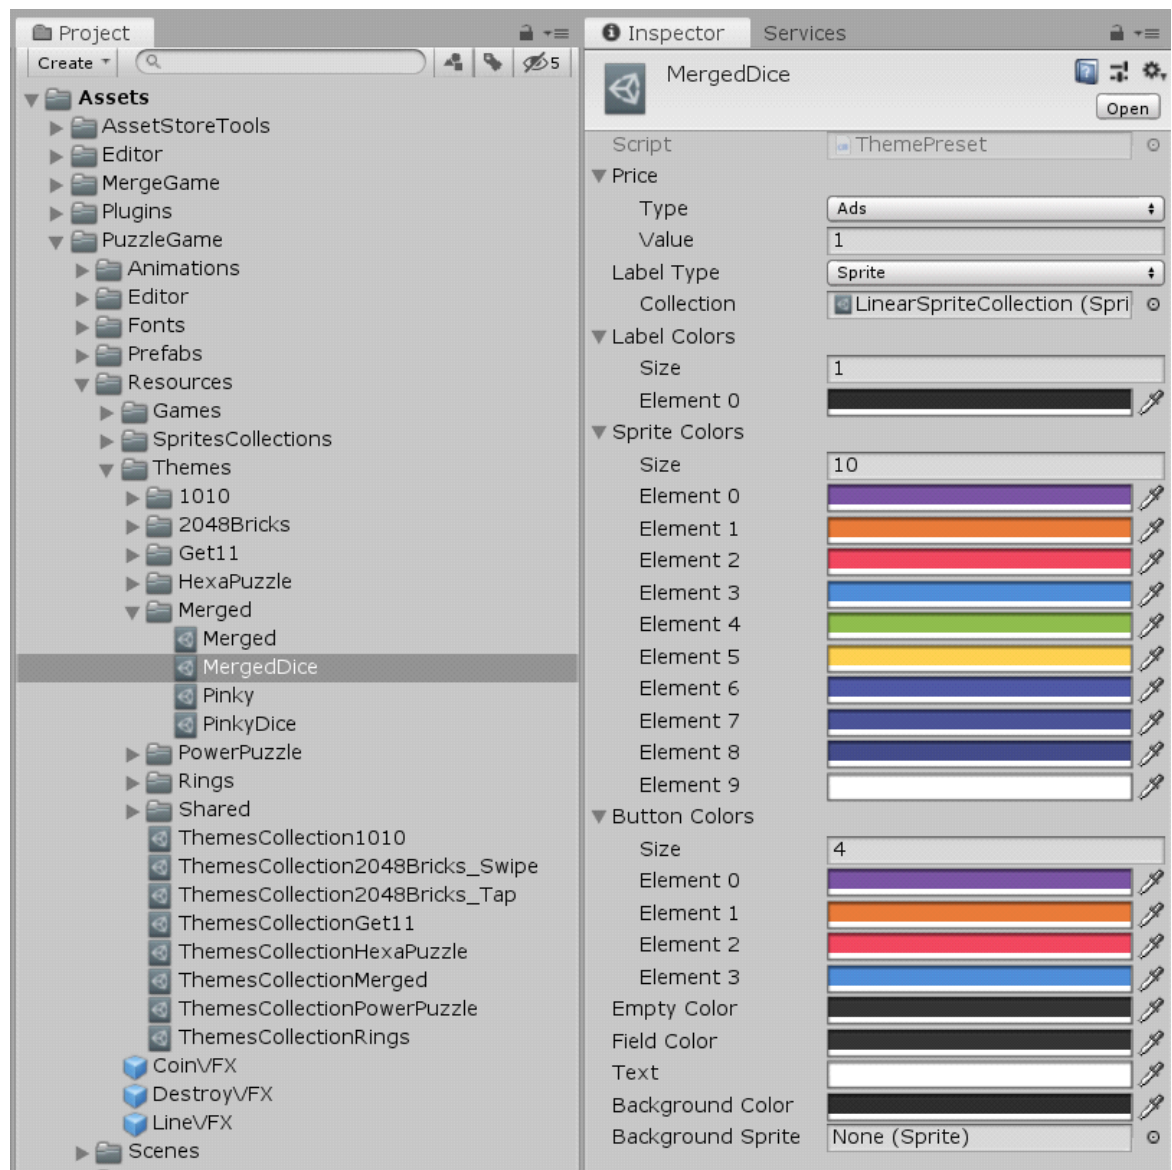 Project
Create
5
Assets
AssetStoreTools
Editor
MergeGame
Plugins
PuzzleGame
Animations
Editor
Fonts
Prefabs
Resources
Games
SpritesCollections
Themes
1010
2048Bricks
Get11
HexaPuzzle
Merged
Merged
MergedDice
Pinky
PinkyDice
PowerPuzzle
Rings
Shared
ThemesCollection1010
ThemesCollection2048Bricks_Swipe
ThemesCollection2048Bricks_Tap
ThemesCollectionGet11
ThemesCollectionHexaPuzzle
ThemesCollectionMerged
ThemesCollectionPowerPuzzle
ThemesCollectionRings
CoinVFX
DestroyVFX
LineVFX
Scenes
Inspector Services
MergedDice
Open
Script ThemePreset
Price
Type Ads
Value 1
Label Type Sprite
Collection LinearSpriteCollection (Spri
Label Colors
Size 1
Element 0
Sprite Colors
Size 10
Element 0
Element 1
Element 2
Element 3
Element 4
Element 5
Element 6
Element 7
Element 8
Element 9
Button Colors
Size 4
Element 0
Element 1
Element 2
Element 3
Empty Color
Field Color
Text
Background Color
Background Sprite None (Sprite)